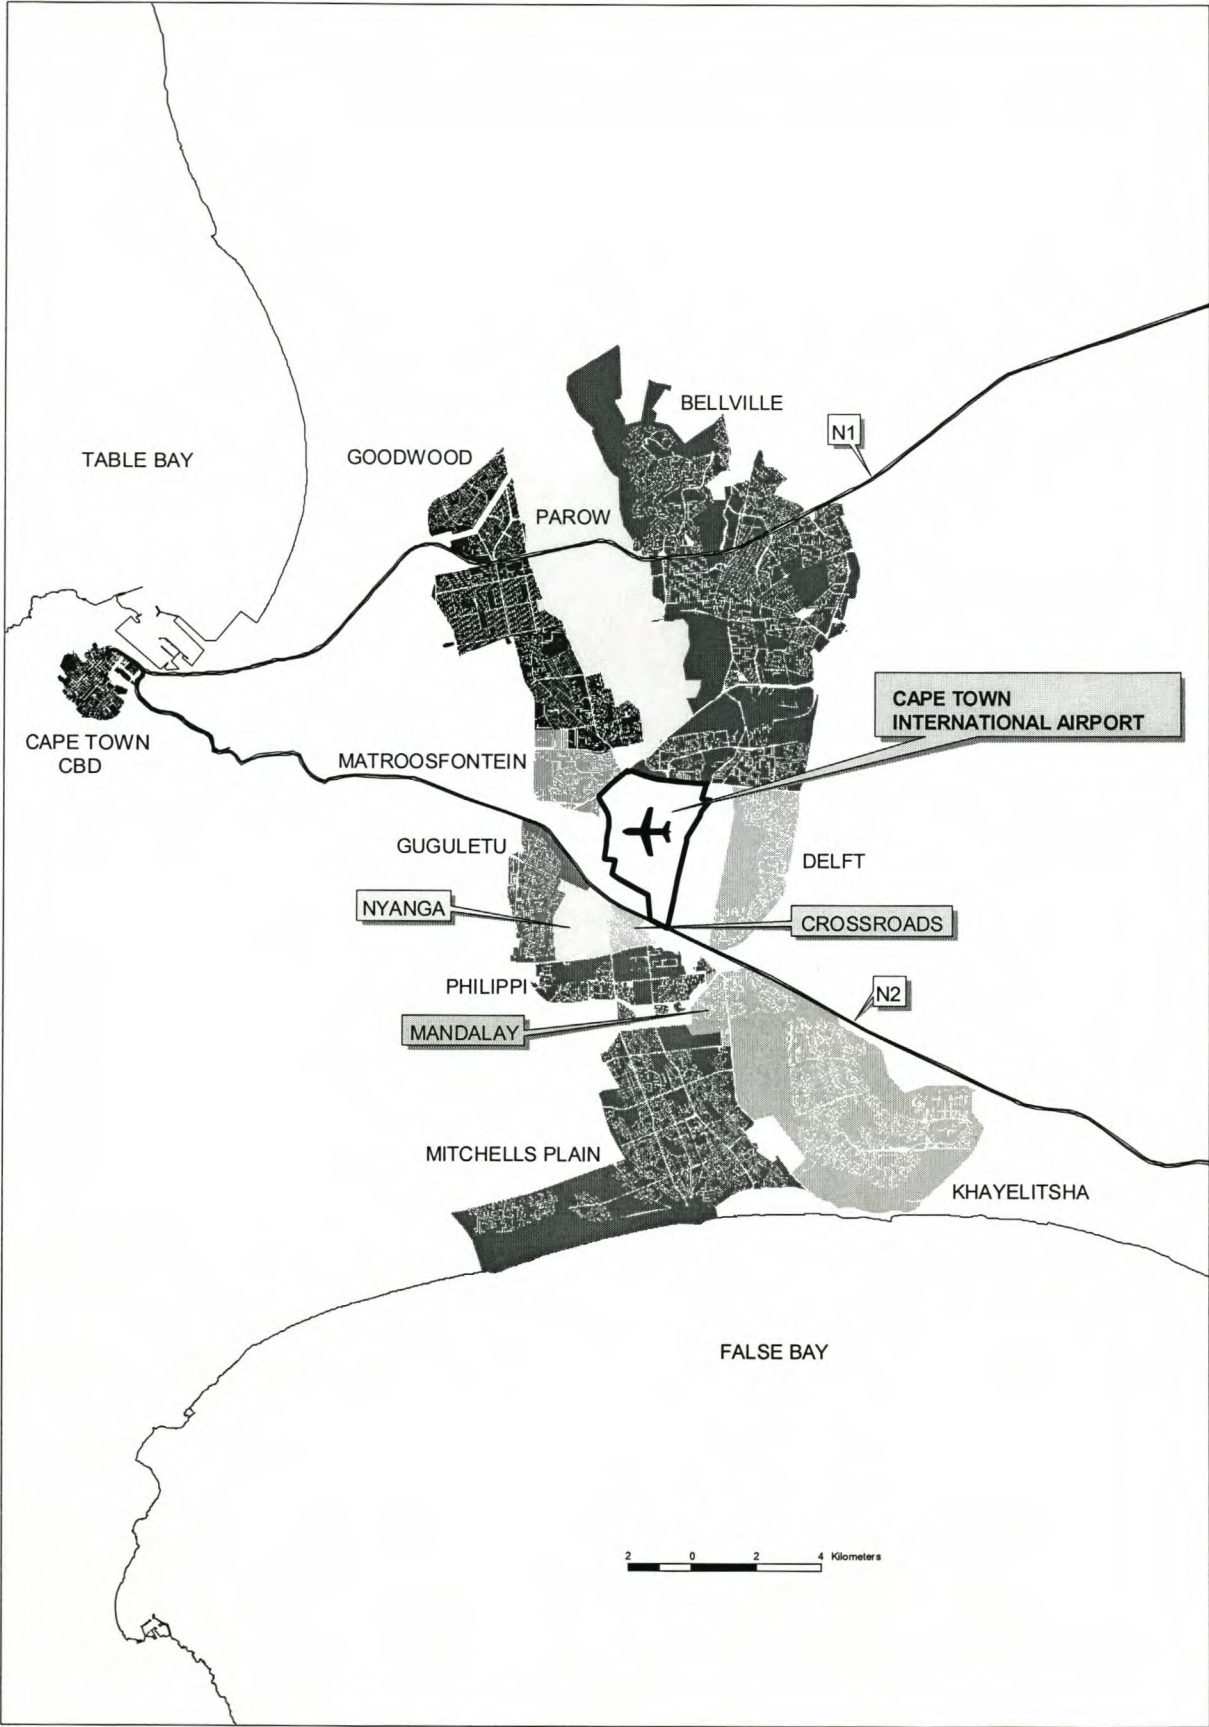 BELLVILLE
N1
TABLE BAY
GOODWOOD
PAROW
CAPE TOWN
INTERNATIONAL AIRPORT
CAPE TOWN
CBD
MATROOSFONTEIN
GUGULETU
DELFT
NYANGA
CROSSROADS
PHILIPPI
N2
MANDALAY
MITCHELLS PLAIN
KHAYELITSHA
FALSE BAY
2 0 2 4 Kilometers